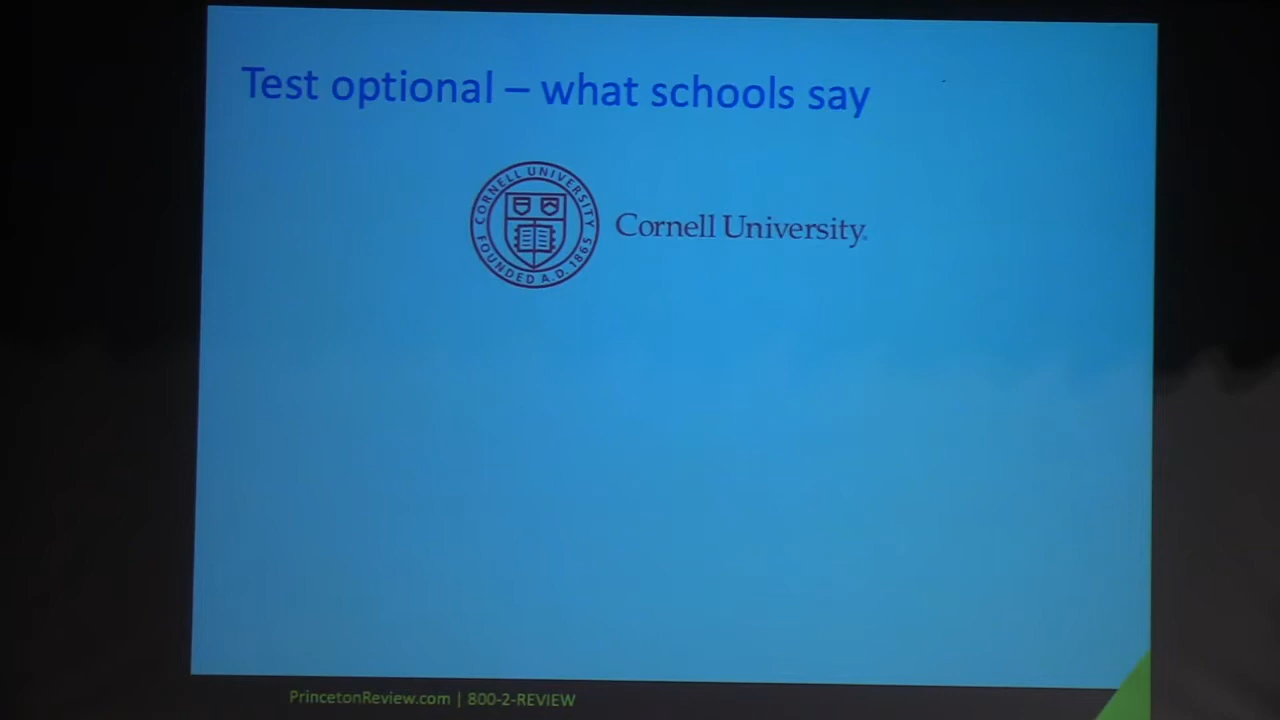 Test optional – what schools say
CORNELL UNIVERSITY
FOUNDED A.D. 1865
Cornell University
PrincetonReview.com | 800-2-REVIEW